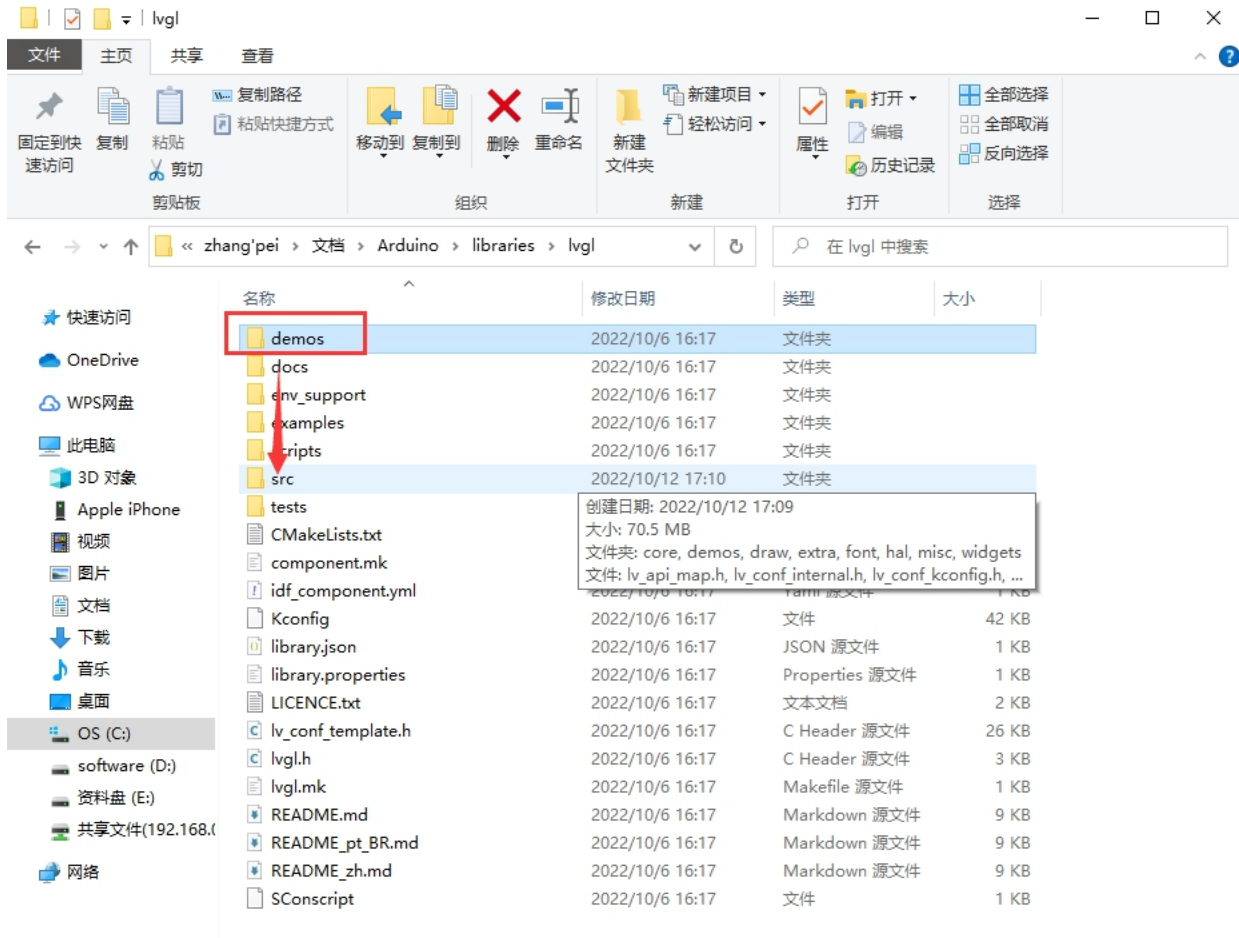 lvgl
文件 主页 共享 查看
固定到快速访问
复制
粘贴
复制路径
粘贴快捷方式
剪切
剪贴板
移动到
复制到
删除
重命名
组织
新建文件夹
新建项目
轻松访问
新建
属性
打开
编辑
历史记录
打开
全部选择
全部取消
反向选择
选择
« zhang'pei › 文档 › Arduino › libraries › lvgl
在 lvgl 中搜索
快速访问
OneDrive
WPS网盘
此电脑
3D 对象
Apple iPhone
视频
图片
文档
下载
音乐
桌面
OS (C:)
software (D:)
资料盘 (E:)
共享文件(192.168.
网络
名称 修改日期 类型 大小
demos 2022/10/6 16:17 文件夹
docs 2022/10/6 16:17 文件夹
env_support 2022/10/6 16:17 文件夹
examples 2022/10/6 16:17 文件夹
scripts 2022/10/6 16:17 文件夹
src 2022/10/12 17:10 文件夹
tests
创建日期: 2022/10/12 17:09
大小: 70.5 MB
文件夹: core, demos, draw, extra, font, hal, misc, widgets
文件: lv_api_map.h, lv_conf_internal.h, lv_conf_kconfig.h, ...
CMakeLists.txt
component.mk
idf_component.yml 2022/10/6 16:17 Yaml 源文件 1 KB
Kconfig 2022/10/6 16:17 文件 42 KB
library.json 2022/10/6 16:17 JSON 源文件 1 KB
library.properties 2022/10/6 16:17 Properties 源文件 1 KB
LICENCE.txt 2022/10/6 16:17 文本文档 2 KB
lv_conf_template.h 2022/10/6 16:17 C Header 源文件 26 KB
lvgl.h 2022/10/6 16:17 C Header 源文件 3 KB
lvgl.mk 2022/10/6 16:17 Makefile 源文件 1 KB
README.md 2022/10/6 16:17 Markdown 源文件 9 KB
README_pt_BR.md 2022/10/6 16:17 Markdown 源文件 9 KB
README_zh.md 2022/10/6 16:17 Markdown 源文件 9 KB
SConscript 2022/10/6 16:17 文件 1 KB